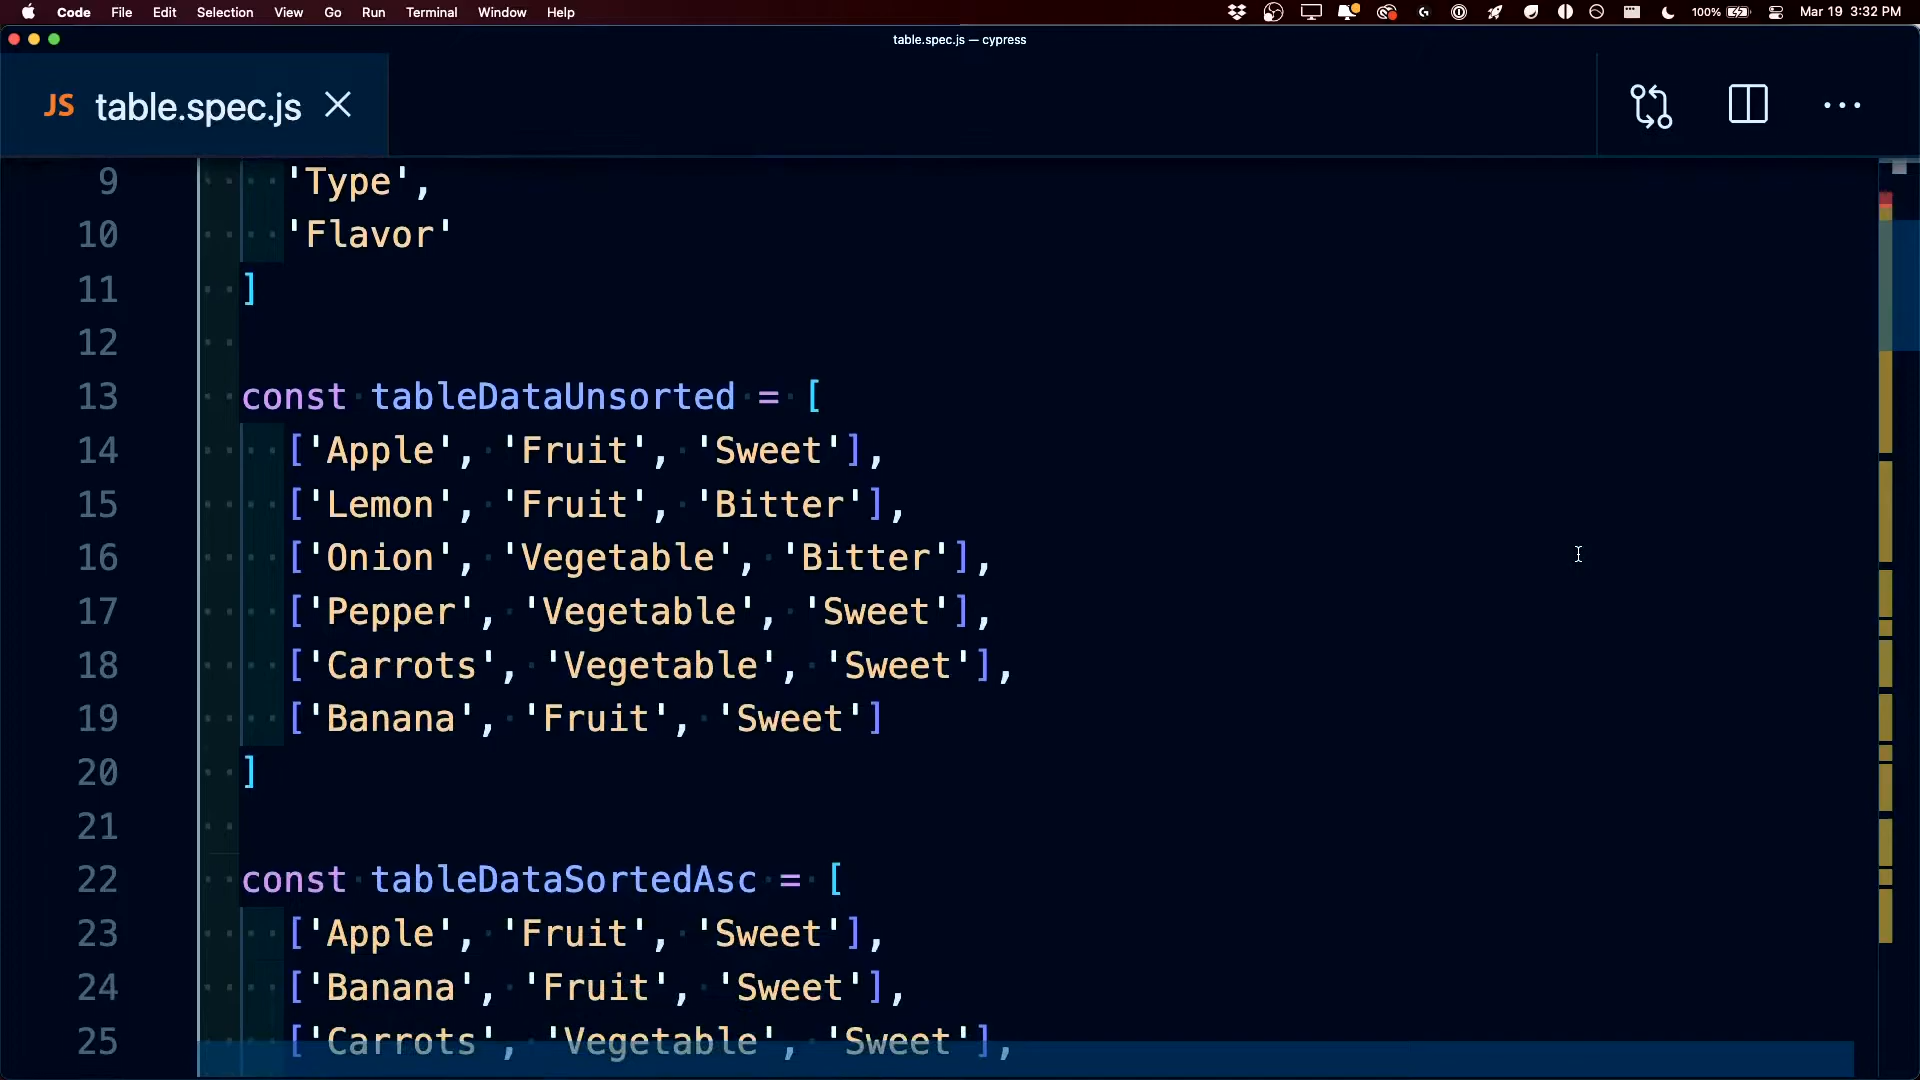 Code File Edit Selection View Go Run Terminal Window Help 100% Mar 19 3:32 PM
table.spec.js — cypress
JS table.spec.js
9 'Type',
10 'Flavor'
11 ]
12
13 const tableDataUnsorted = [
14 ['Apple', 'Fruit', 'Sweet'],
15 ['Lemon', 'Fruit', 'Bitter'],
16 ['Onion', 'Vegetable', 'Bitter'],
17 ['Pepper', 'Vegetable', 'Sweet'],
18 ['Carrots', 'Vegetable', 'Sweet'],
19 ['Banana', 'Fruit', 'Sweet']
20 ]
21
22 const tableDataSortedAsc = [
23 ['Apple', 'Fruit', 'Sweet'],
24 ['Banana', 'Fruit', 'Sweet'],
25 ['Carrots', 'Vegetable', 'Sweet'],